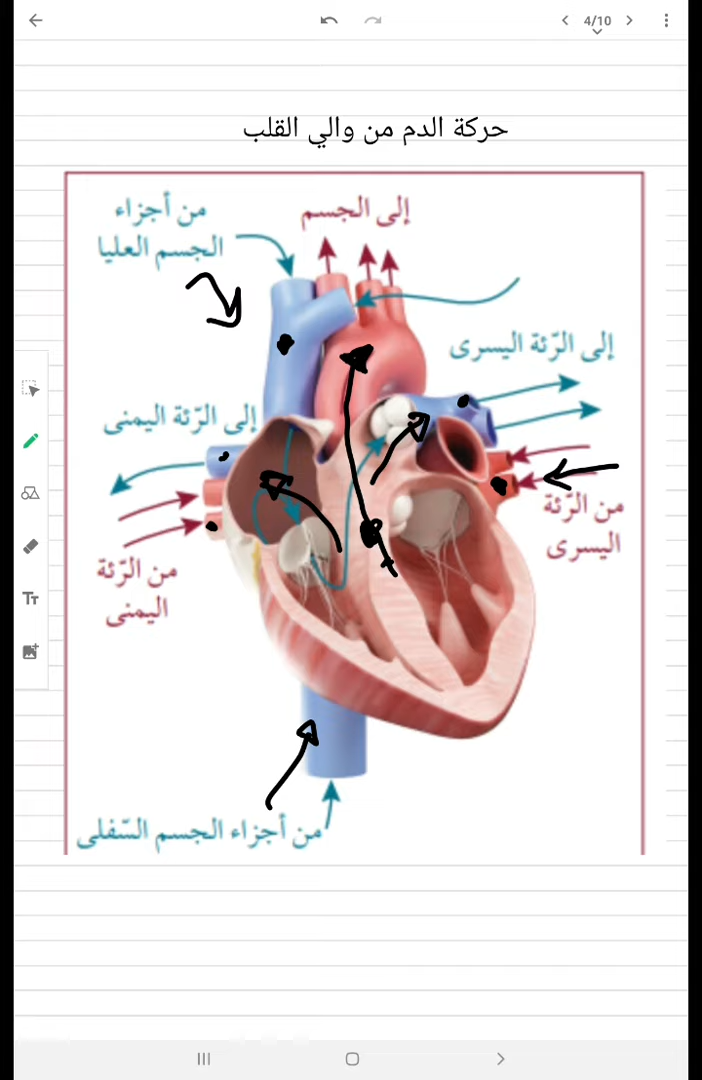 4/10
حركة الدم من والي القلب
من أجزاء
الجسم العليا
إلى الجسم
إلى الرّئة اليسرى
إلى الرّئة اليمنى
من الرّئة
اليسرى
من الرّئة
اليمنى
من أجزاء الجسم السّفلى
Tт